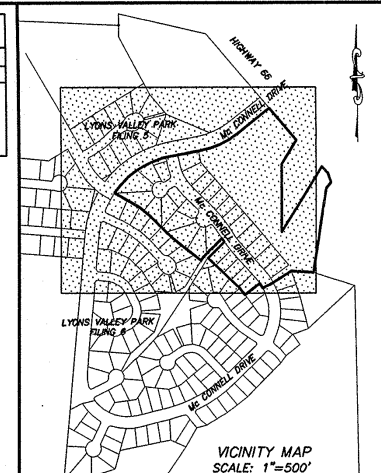 HIGHWAY 66
Mc CONNELL DRIVE
LYONS VALLEY PARK
FILING 5
Mc CONNELL DRIVE
LYONS VALLEY PARK
FILING 6
Mc CONNELL DRIVE
VICINITY MAP
SCALE: 1"=500'